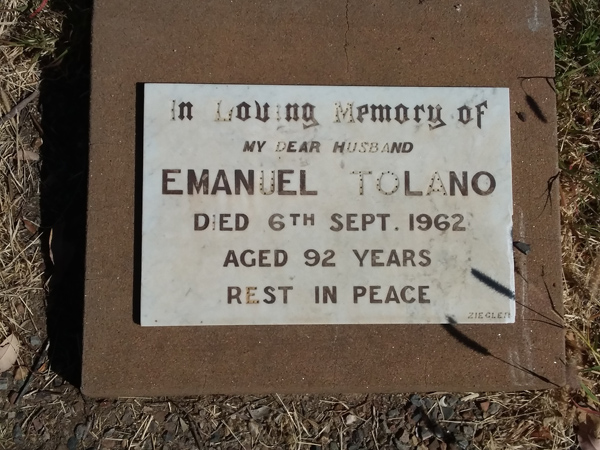 In Loving Memory of
MY DEAR HUSBAND
EMANUEL TOLANO
DIED 6TH SEPT. 1962
AGED 92 YEARS
REST IN PEACE
ZIEGLER